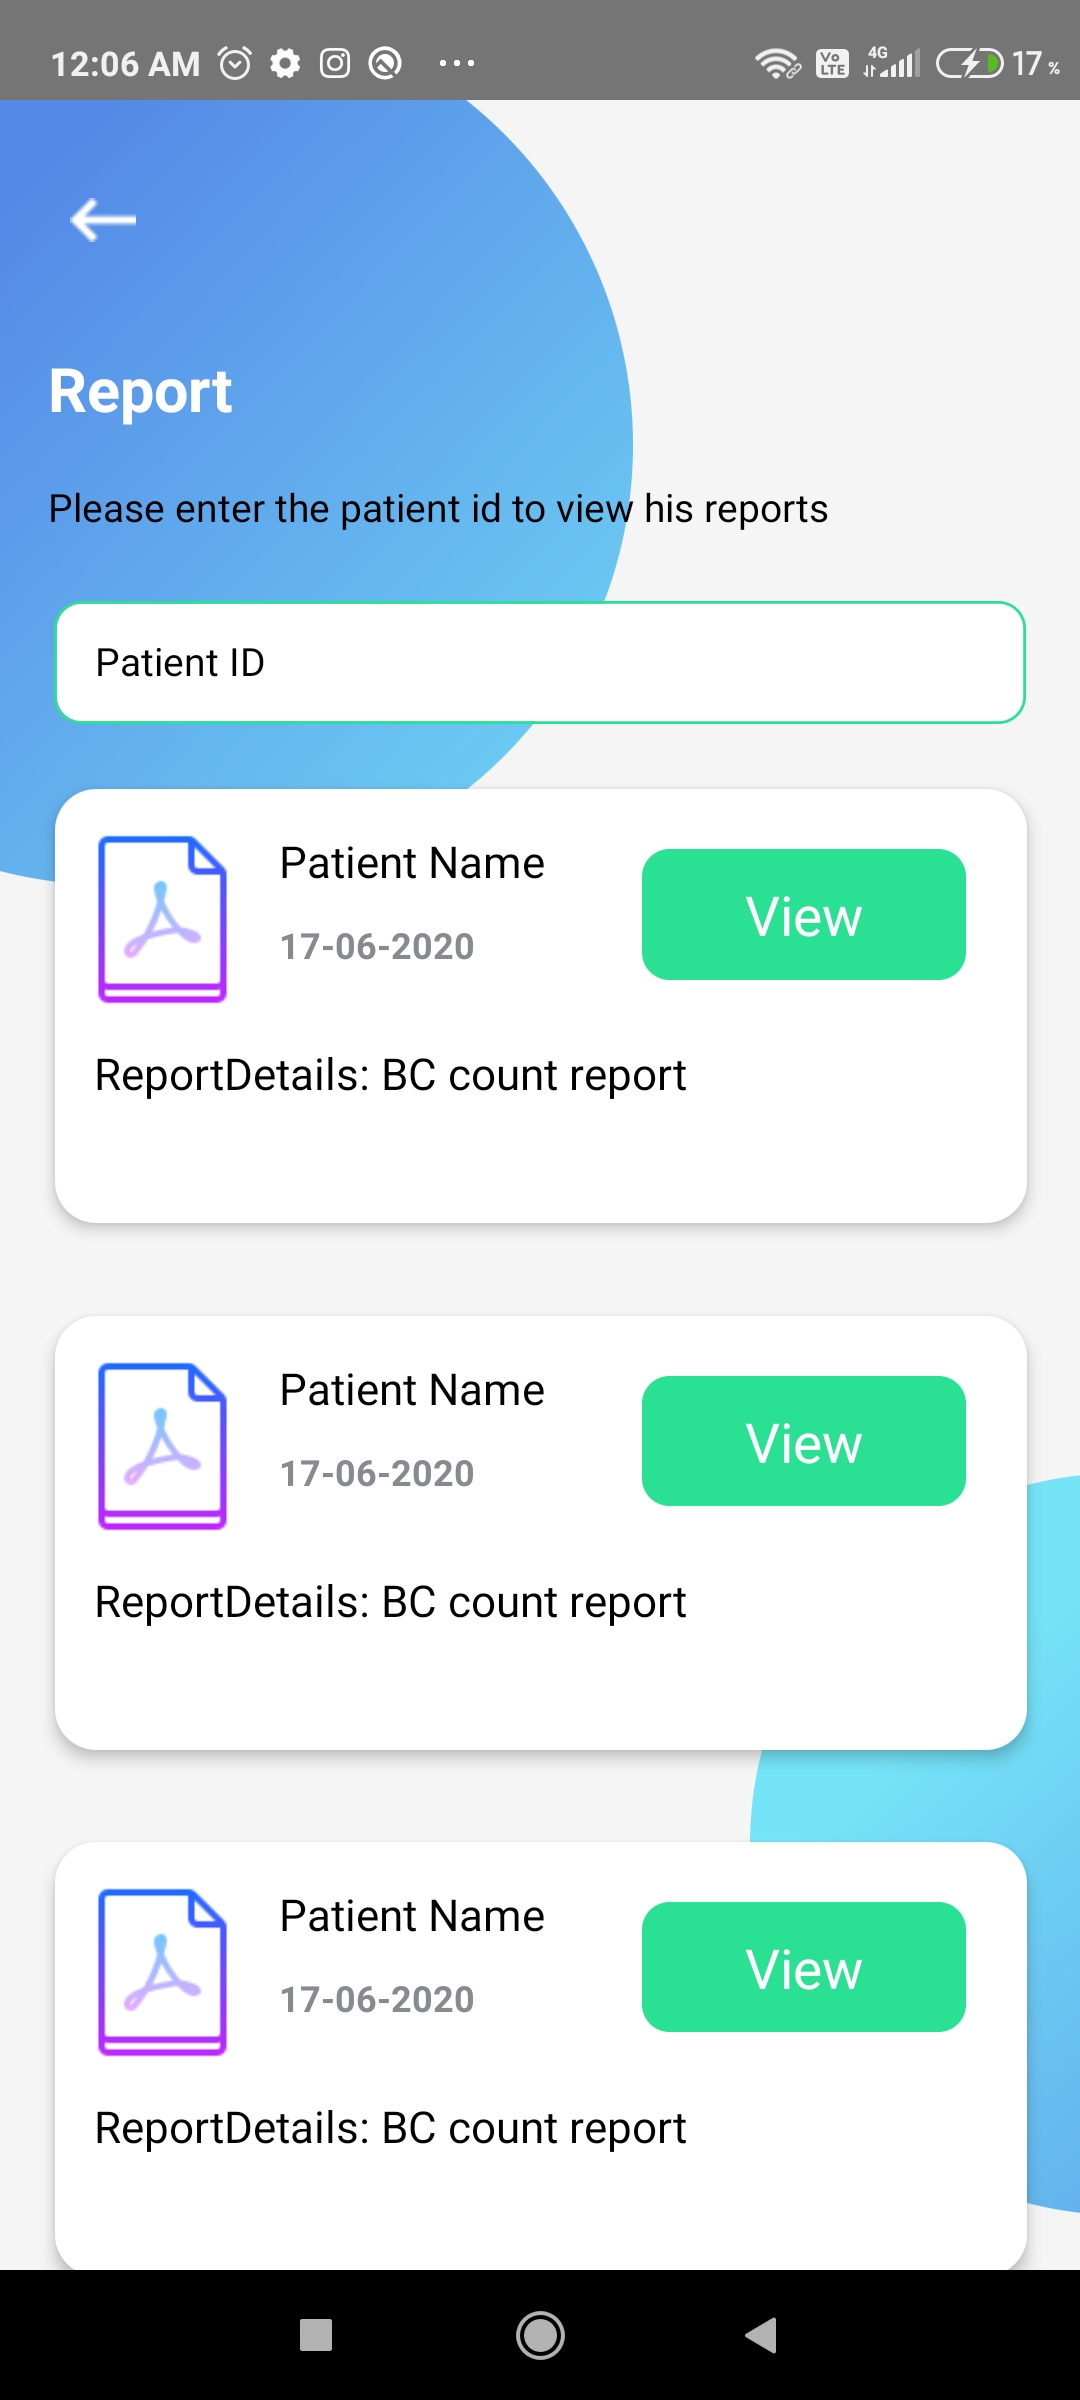 12:06 AM
Vo LTE
4G
17 %
Report
Please enter the patient id to view his reports
Patient ID
Patient Name
View
17-06-2020
ReportDetails: BC count report
Patient Name
View
17-06-2020
ReportDetails: BC count report
Patient Name
View
17-06-2020
ReportDetails: BC count report